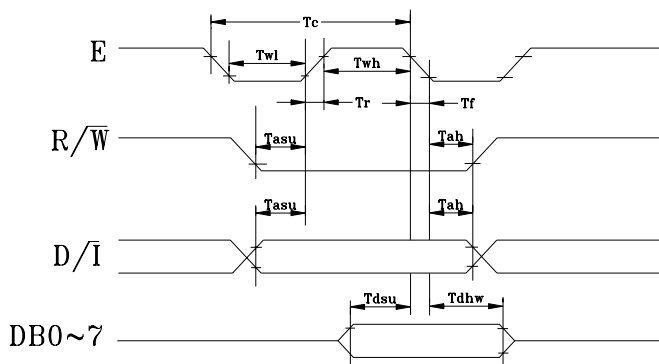 Tc
E
Twl
Twh
Tr
Tf
R/W̅
Tasu
Tah
Tasu
Tah
D/I̅
Tdsu
Tdhw
DB0~7